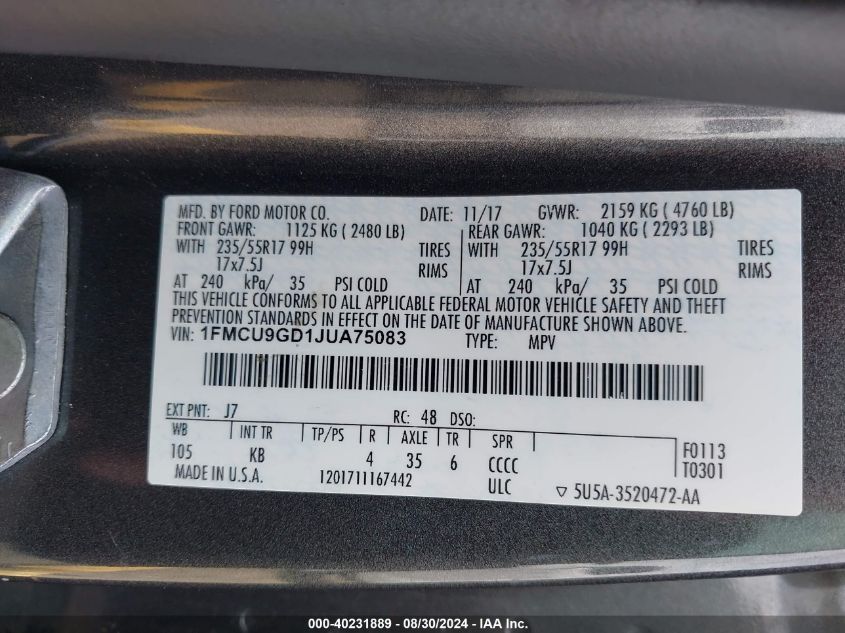 MFD. BY FORD MOTOR CO. DATE: 11/17 GVWR: 2159 KG ( 4760 LB)
FRONT GAWR: 1125 KG ( 2480 LB) REAR GAWR: 1040 KG ( 2293 LB)
WITH 235/55R17 99H TIRES WITH 235/55R17 99H TIRES
17x7.5J RIMS 17x7.5J RIMS
AT 240 kPa/ 35 PSI COLD AT 240 kPa/ 35 PSI COLD
THIS VEHICLE CONFORMS TO ALL APPLICABLE FEDERAL MOTOR VEHICLE SAFETY AND THEFT
PREVENTION STANDARDS IN EFFECT ON THE DATE OF MANUFACTURE SHOWN ABOVE.
VIN: 1FMCU9GD1JUA75083 TYPE: MPV
EXT PNT: J7 RC: 48 DSO:
WB INT TR TP/PS R AXLE TR SPR F0113
105 KB 4 35 6 CCCC T0301
MADE IN U.S.A. 1201711167442 ULC ▽ 5U5A-3520472-AA
000-40231889 - 08/30/2024 - IAA Inc.